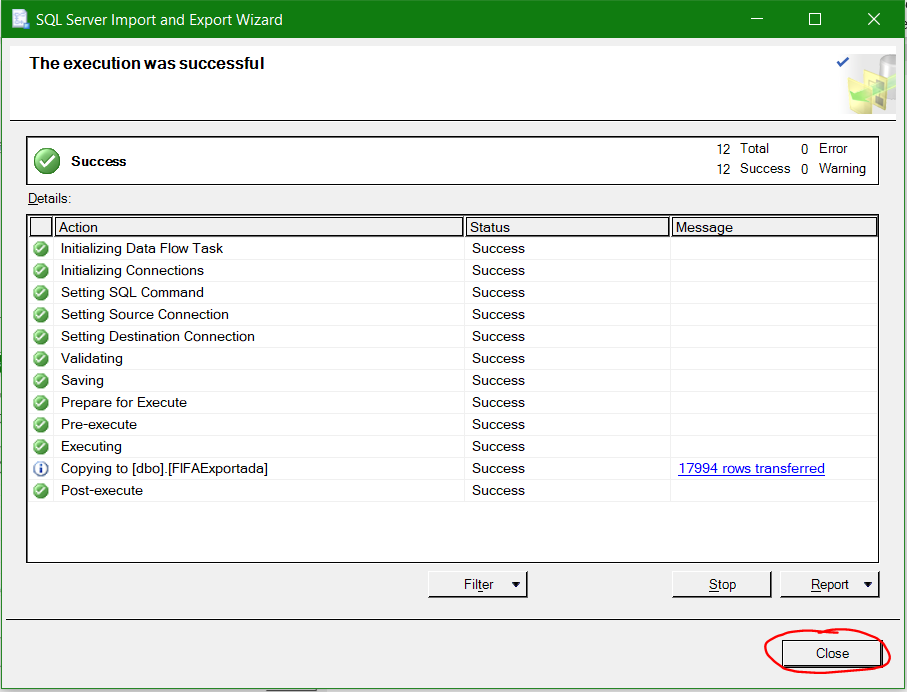 SQL Server Import and Export Wizard
The execution was successful
Success
12 Total 0 Error
12 Success 0 Warning
Details:
Action Status Message
Initializing Data Flow Task Success
Initializing Connections Success
Setting SQL Command Success
Setting Source Connection Success
Setting Destination Connection Success
Validating Success
Saving Success
Prepare for Execute Success
Pre-execute Success
Executing Success
Copying to [dbo].[FIFAExportada] Success 17994 rows transferred
Post-execute Success
Filter Stop Report
Close